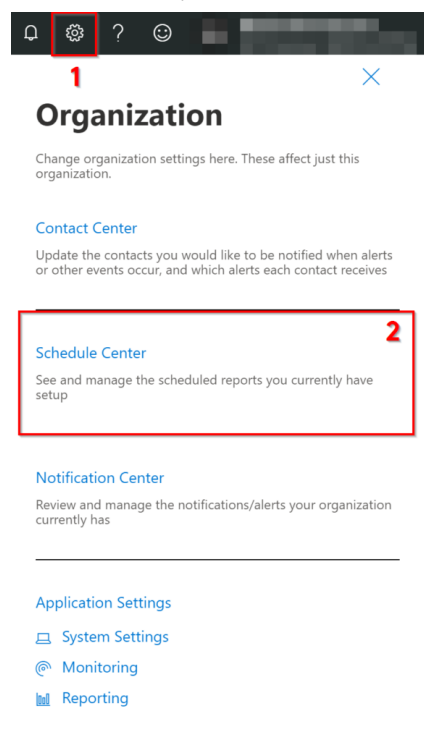 ?
1
Organization
Change organization settings here. These affect just this
organization.
Contact Center
Update the contacts you would like to be notified when alerts
or other events occur, and which alerts each contact receives
2
Schedule Center
See and manage the scheduled reports you currently have
setup
Notification Center
Review and manage the notifications/alerts your organization
currently has
Application Settings
System Settings
Monitoring
Reporting